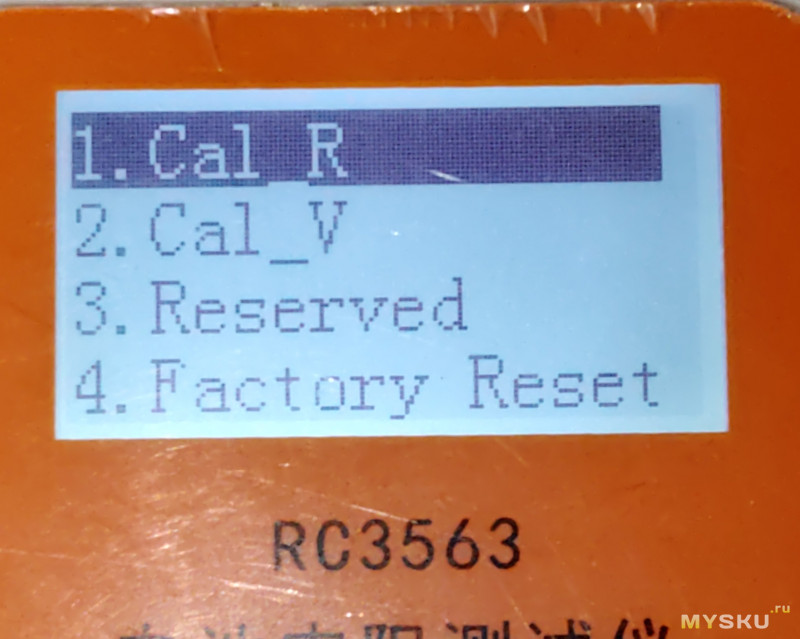 1.Cal_R
2.Cal_V
3.Reserved
4.Factory Reset
RC3563
MYSKU.ru